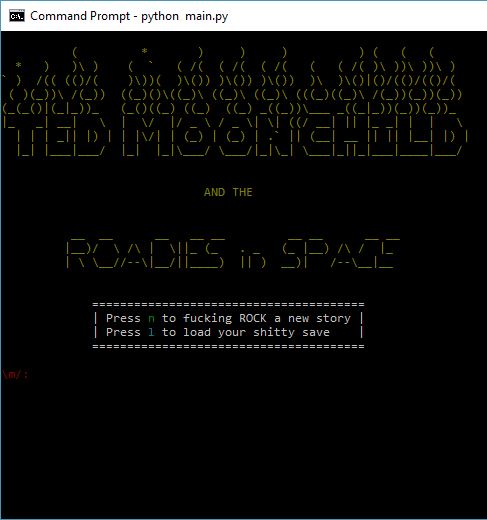 Command Prompt - python  main.py
TED MOONCHILD
AND THE
ROADIES in SPACE
=======================================
| Press n to fucking ROCK a new story |
| Press l to load your shitty save    |
=======================================
\m/: